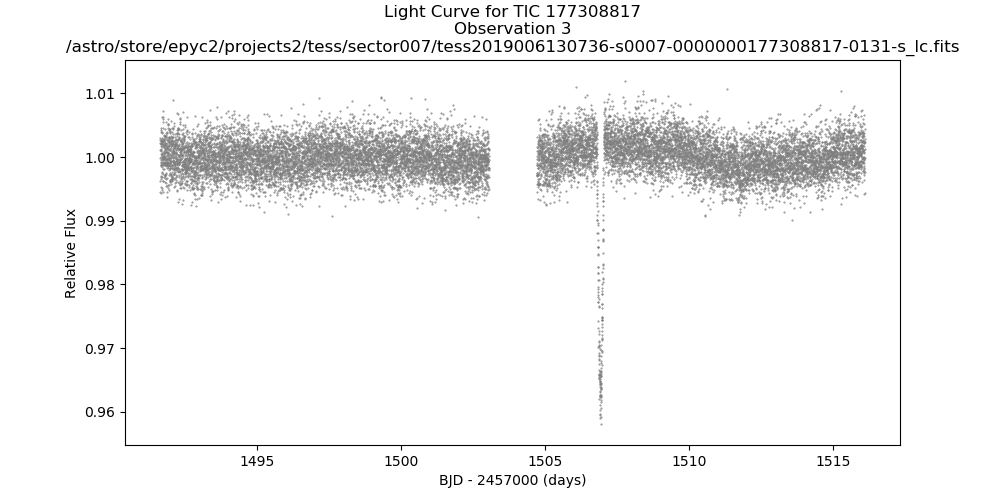 Light Curve for TIC 177308817
Observation 3
/astro/store/epyc2/projects2/tess/sector007/tess2019006130736-s0007-0000000177308817-0131-s_lc.fits
1.01
1.00
0.99
0.98
0.97
0.96
Relative Flux
1495
1500
1505
1510
1515
BJD - 2457000 (days)